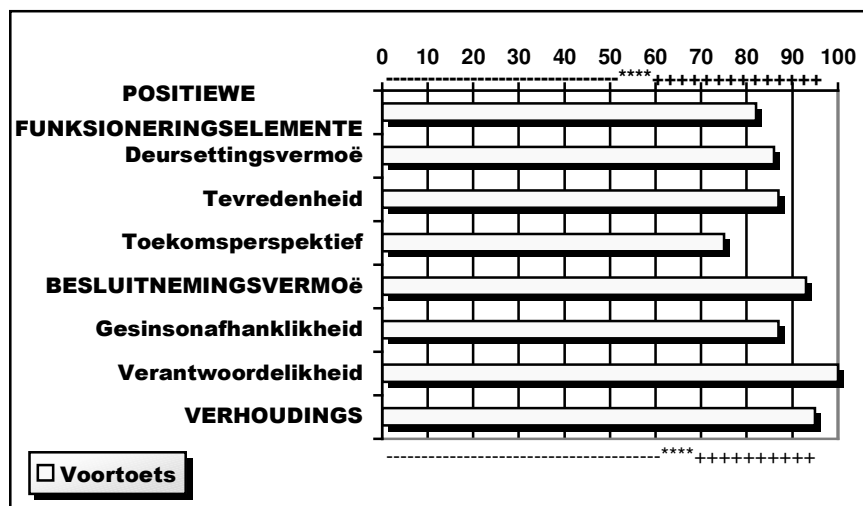 0 10 20 30 40 50 60 70 80 90 100
---------------------------------------------------****++++++++++++
POSITIEWE
FUNKSIONERINGSELEMENTE
Deursettingsvermoë
Tevredenheid
Toekomsperspektief
BESLUITNEMINGSVERMOë
Gesinsonafhanklikheid
Verantwoordelikheid
VERHOUDINGS
------------------------------------------------------------****++++++++++
Voortoets